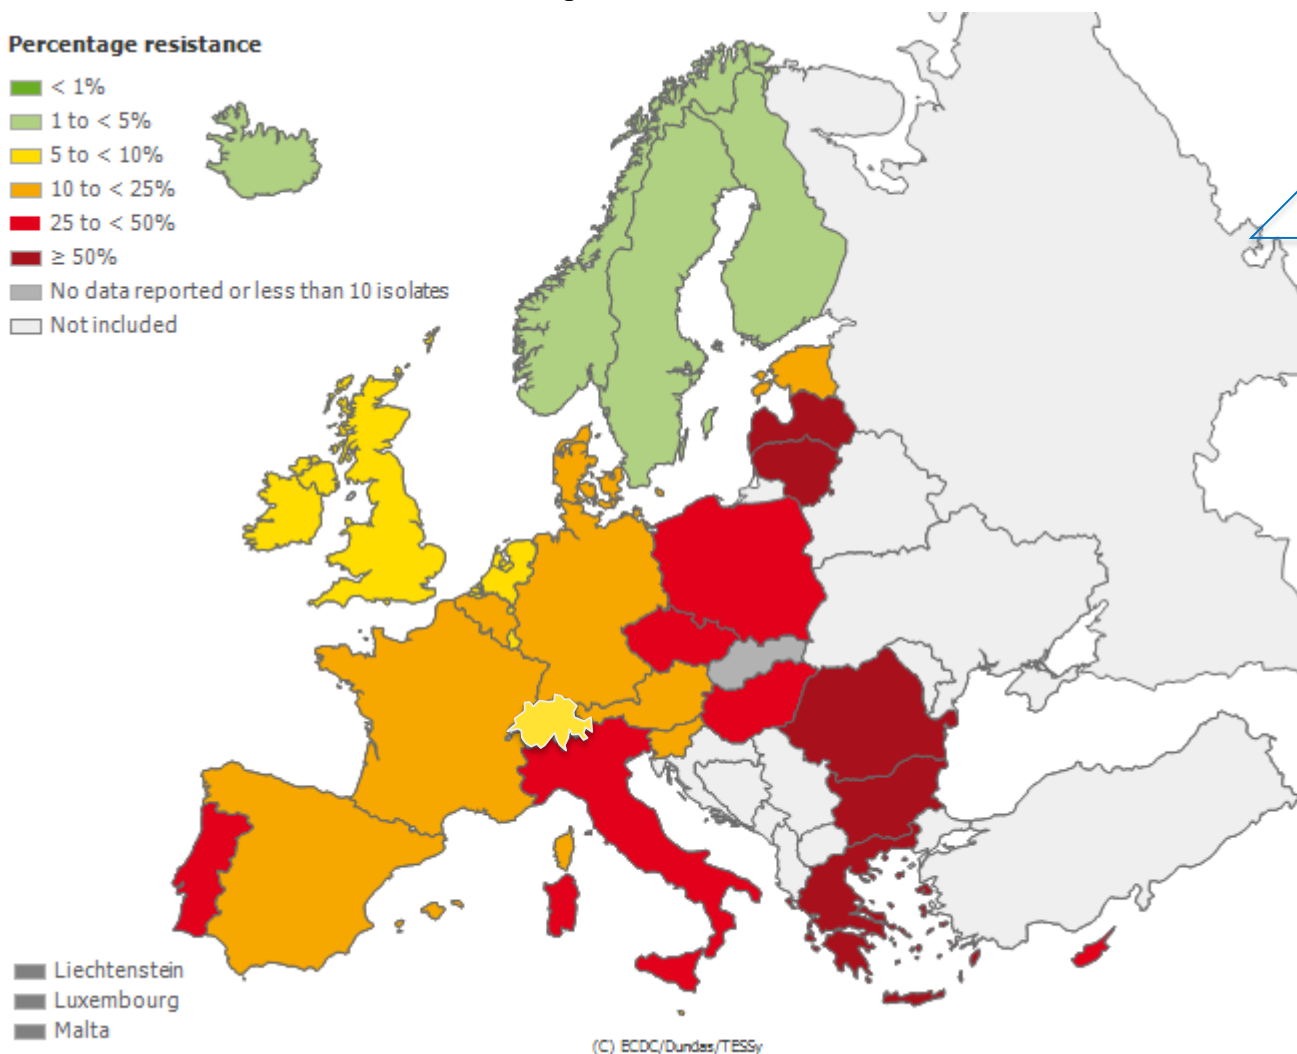 Percentage resistance
< 1%
1 to < 5%
5 to < 10%
10 to < 25%
25 to < 50%
≥ 50%
No data reported or less than 10 isolates
Not included
Liechtenstein
Luxembourg
Malta
(C) ECDC/Dundas/TESSy